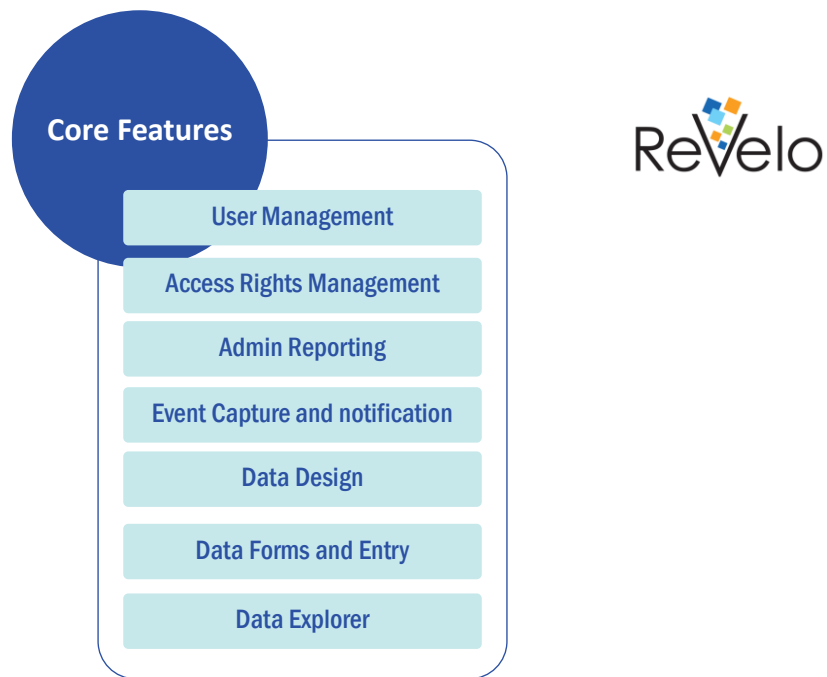 Core Features
ReVelo
User Management
Access Rights Management
Admin Reporting
Event Capture and notification
Data Design
Data Forms and Entry
Data Explorer